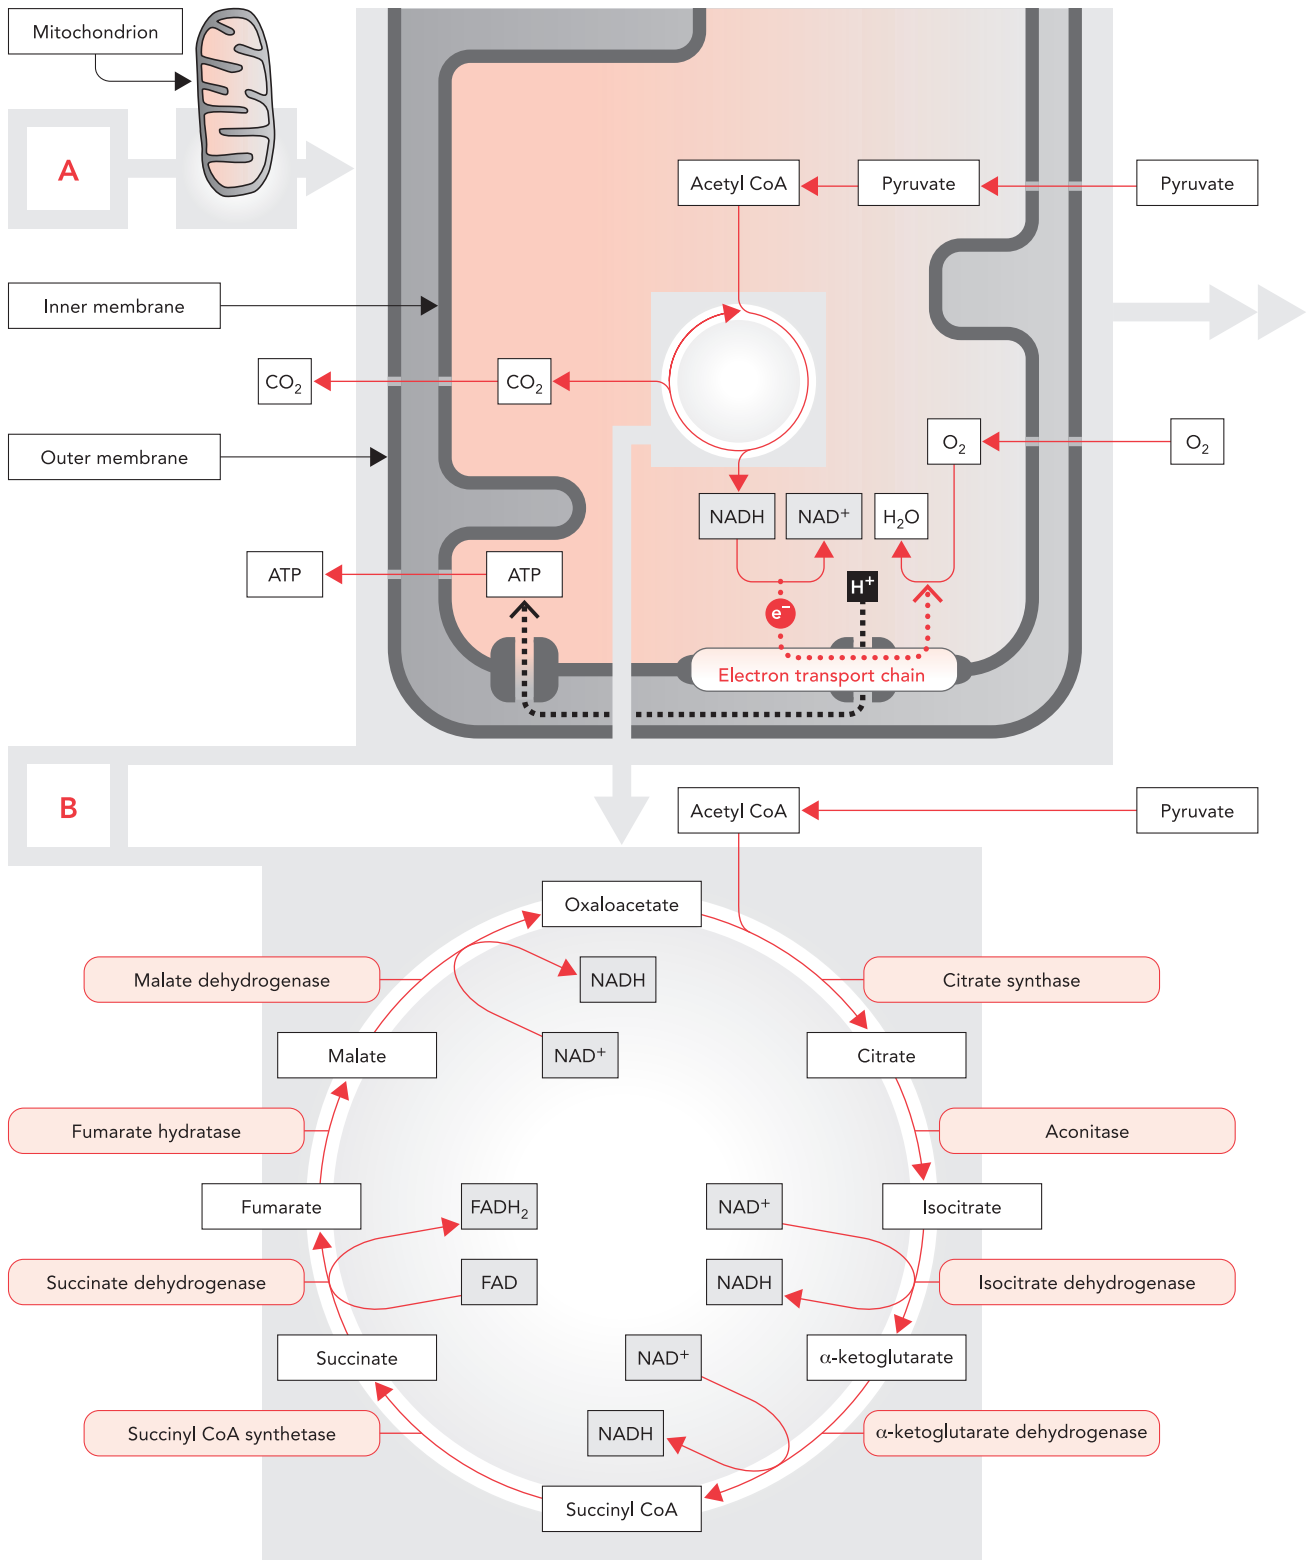 Mitochondrion
A
Acetyl CoA
Pyruvate
Pyruvate
Inner membrane
CO₂
CO₂
O₂
O₂
Outer membrane
NADH
NAD⁺
H₂O
ATP
ATP
H⁺
e⁻
Electron transport chain
B
Acetyl CoA
Pyruvate
Oxaloacetate
Malate dehydrogenase
NADH
Citrate synthase
Malate
NAD⁺
Citrate
Fumarate hydratase
Aconitase
Fumarate
FADH₂
NAD⁺
Isocitrate
Succinate dehydrogenase
FAD
NADH
Isocitrate dehydrogenase
Succinate
NAD⁺
α-ketoglutarate
Succinyl CoA synthetase
NADH
α-ketoglutarate dehydrogenase
Succinyl CoA